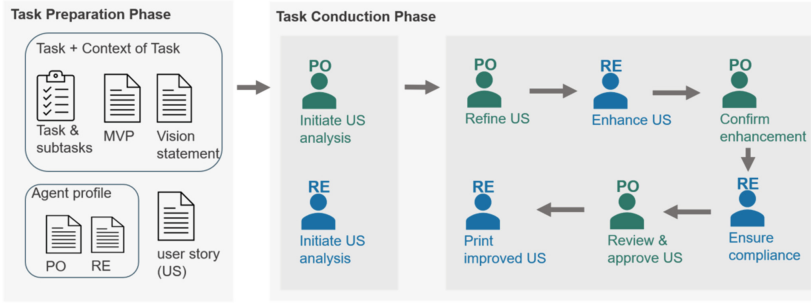 Task Preparation Phase
Task + Context of Task
Task &
subtasks
MVP
Vision
statement
Agent profile
PO
RE
user story
(US)
Task Conduction Phase
PO
Initiate US
analysis
RE
Initiate US
analysis
PO
Refine US
RE
Enhance US
PO
Confirm
enhancement
RE
Ensure
compliance
PO
Review &
approve US
RE
Print
improved US